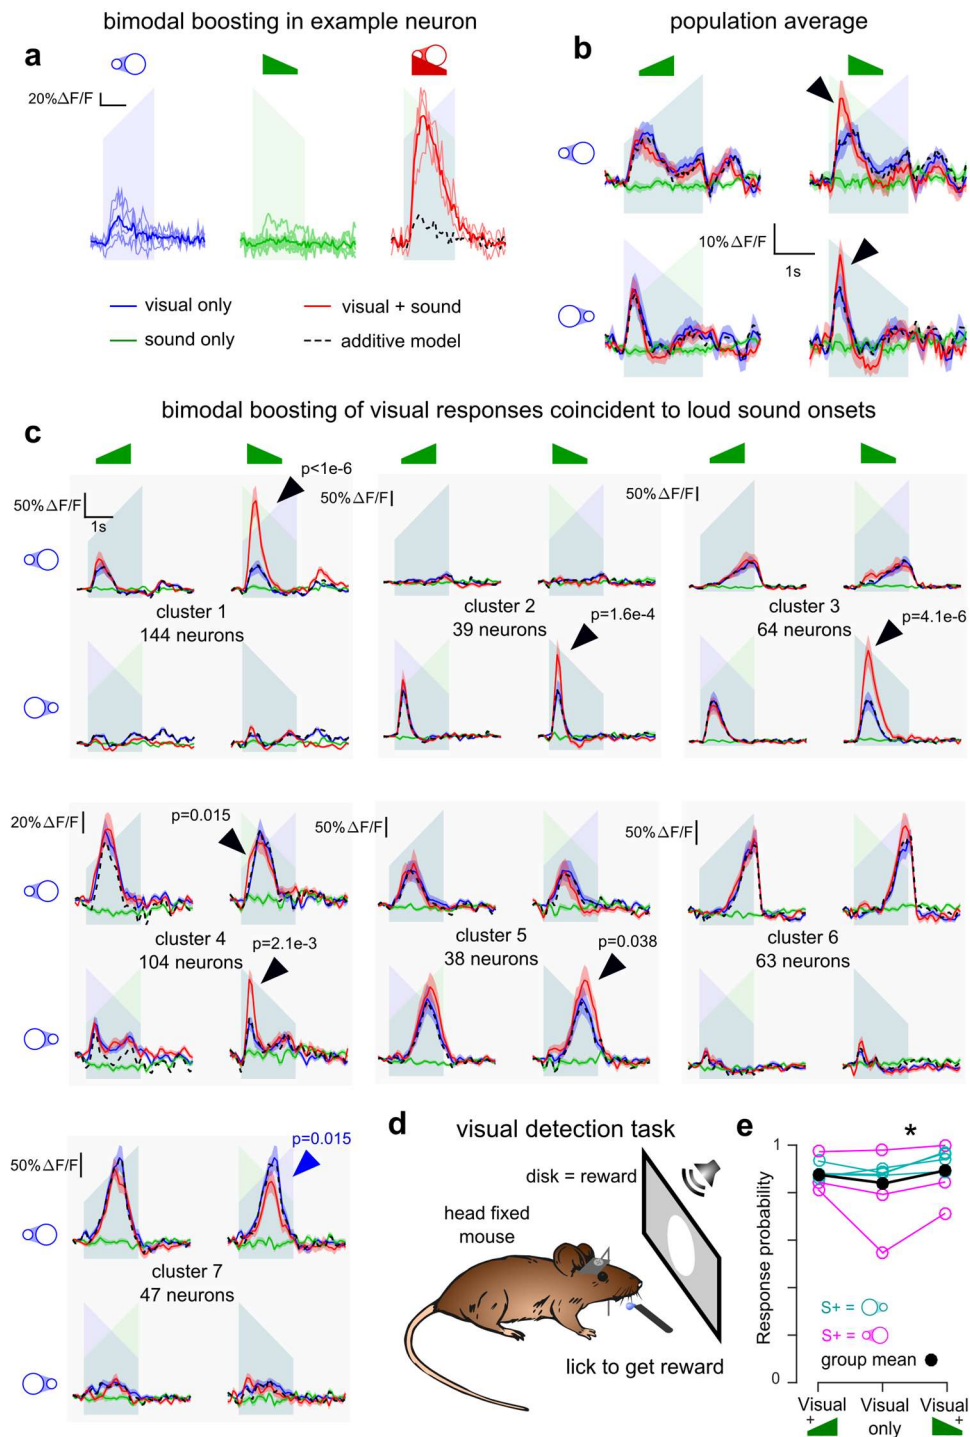 bimodal boosting in example neuron
population average
a
b
20%ΔF/F
10%ΔF/F
1s
visual only
visual + sound
sound only
additive model
bimodal boosting of visual responses coincident to loud sound onsets
c
p<1e-6
50%ΔF/F
1s
50%ΔF/F
50%ΔF/F
cluster 1
144 neurons
cluster 2
39 neurons
p=1.6e-4
cluster 3
64 neurons
p=4.1e-6
20%ΔF/F
p=0.015
50%ΔF/F
50%ΔF/F
cluster 4
104 neurons
p=2.1e-3
cluster 5
38 neurons
p=0.038
cluster 6
63 neurons
50%ΔF/F
p=0.015
cluster 7
47 neurons
d
visual detection task
disk = reward
head fixed
mouse
lick to get reward
e
*
1
Response probability
S+ =
S+ =
group mean
0
Visual
+
Visual
only
Visual
+